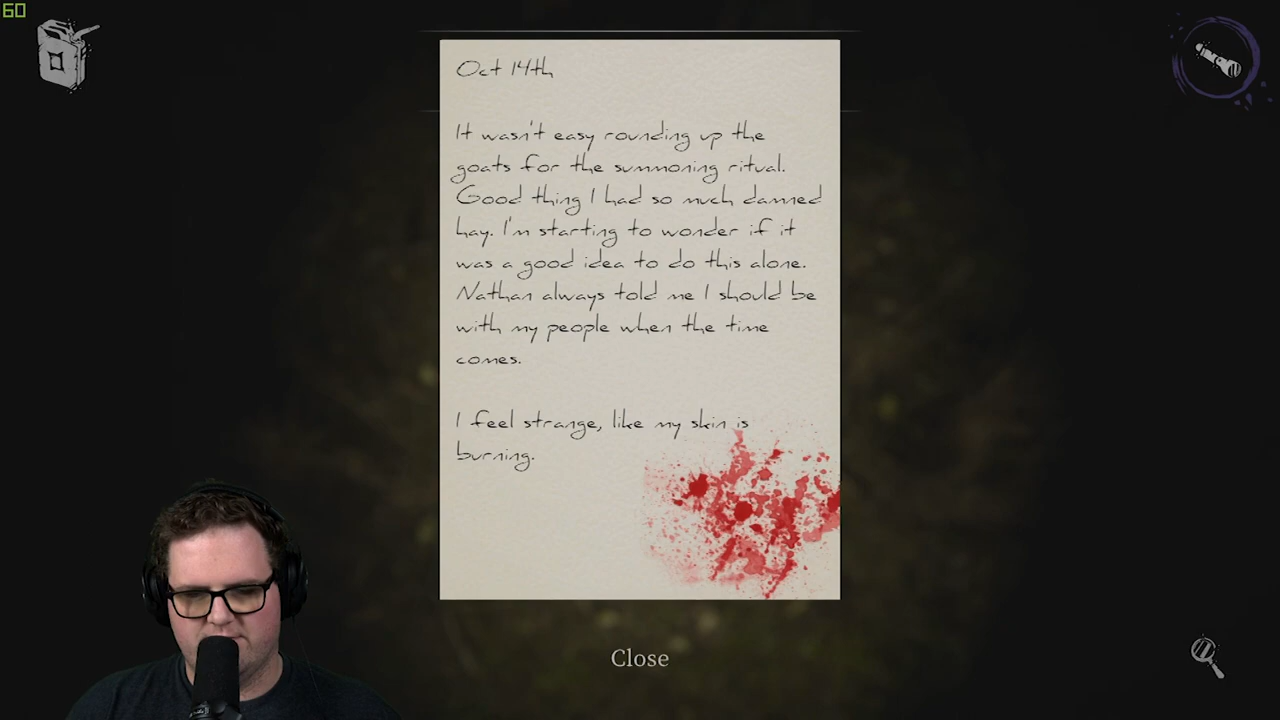 60
Oct 14th
It wasn't easy rounding up the
goats for the summoning ritual.
Good thing I had so much damned
hay. I'm starting to wonder if it
was a good idea to do this alone.
Nathan always told me I should be
with my people when the time
comes.
I feel strange, like my skin is
burning.
Close